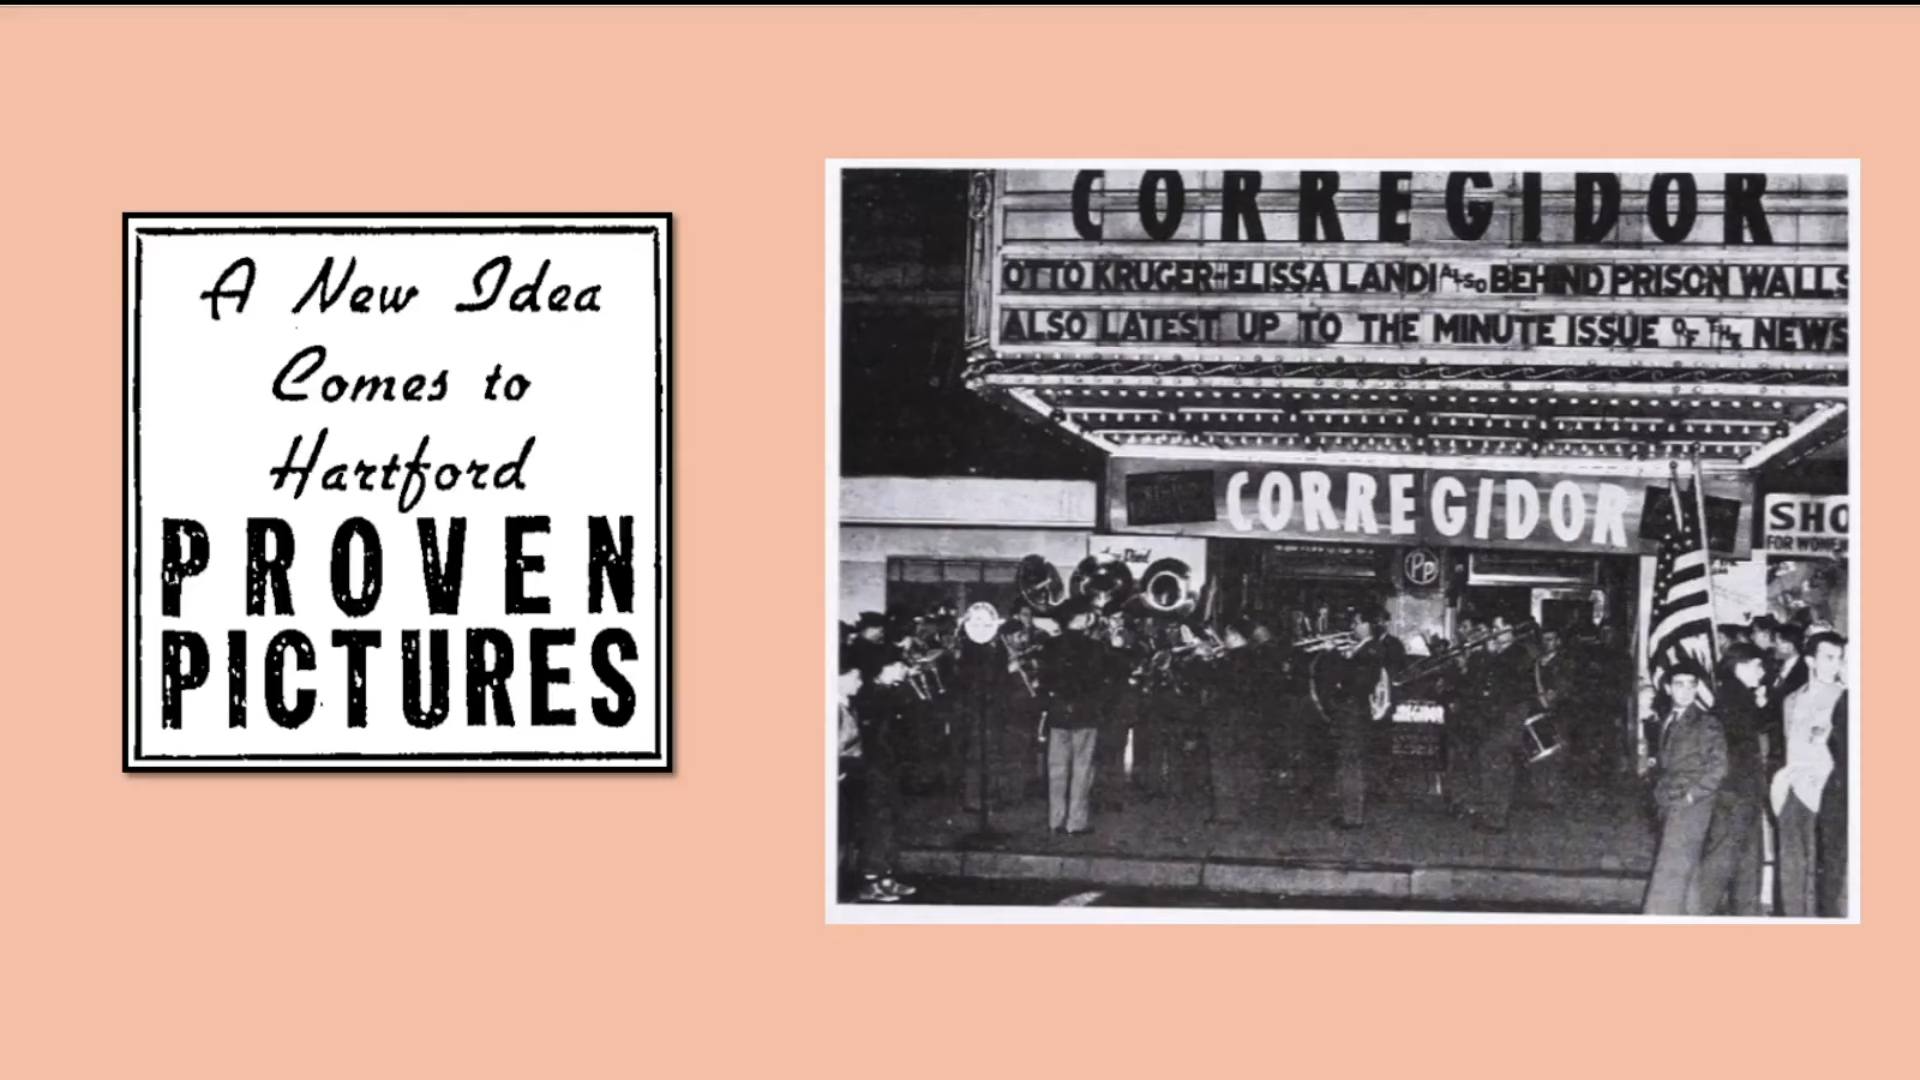 A New Idea
Comes to
Hartford
PROVEN
PICTURES
CORREGIDOR
OTTO KRUGER-ELISSA LANDI ALSO BEHIND PRISON WALLS
ALSO LATEST UP TO THE MINUTE ISSUE OF THE NEWS
CORREGIDOR
PP
SHO
FOR WOMEN